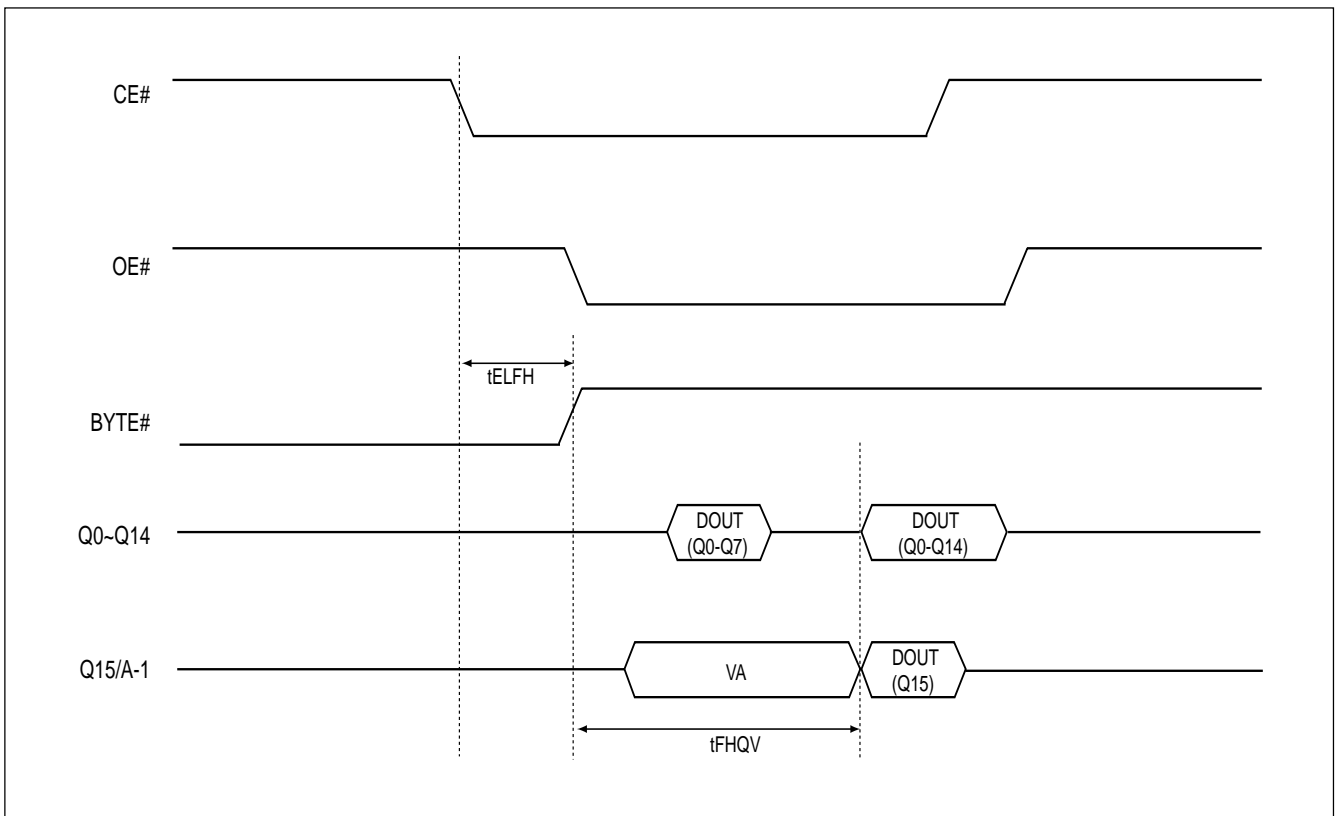 CE#
OE#
tELFH
BYTE#
Q0~Q14
DOUT
(Q0-Q7)
DOUT
(Q0-Q14)
Q15/A-1
VA
DOUT
(Q15)
tFHQV